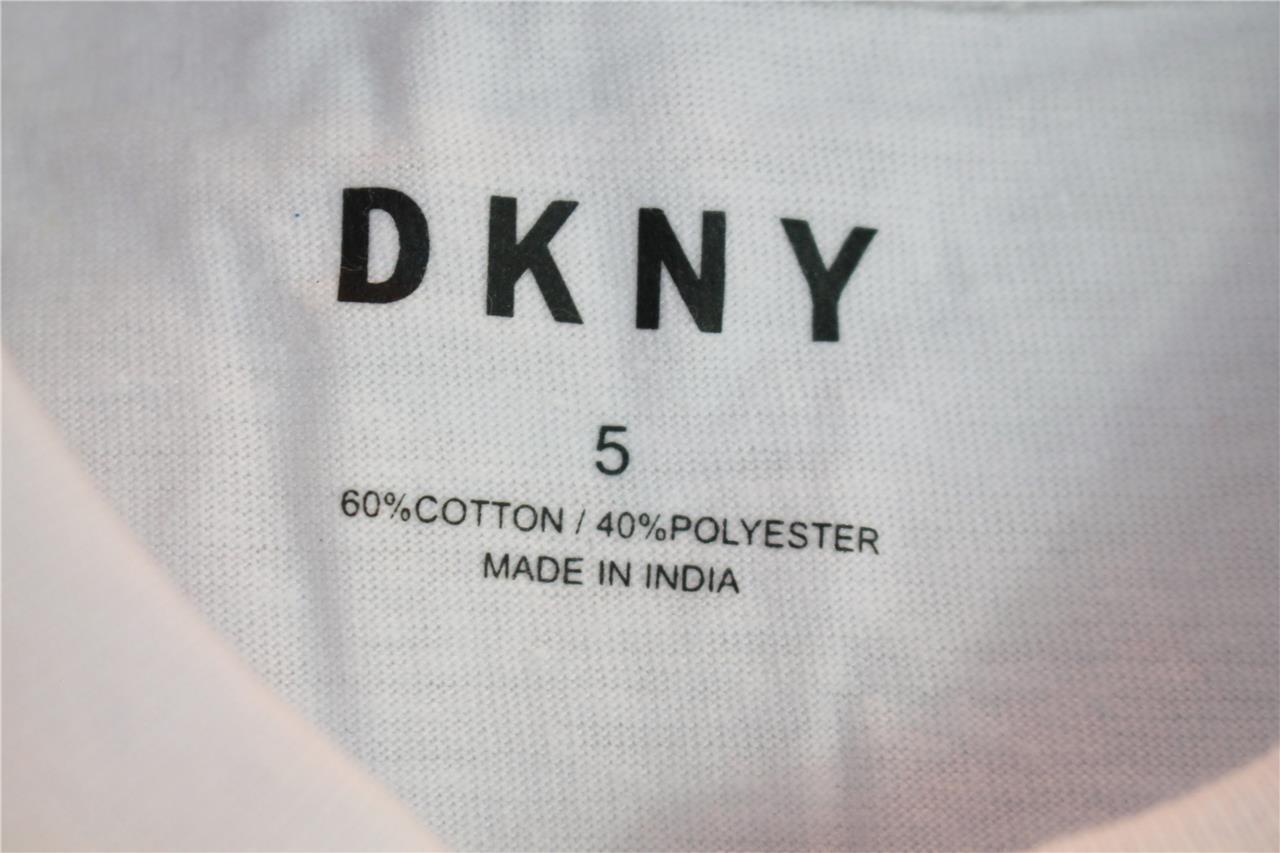 DKNY
5
60%COTTON / 40%POLYESTER
MADE IN INDIA